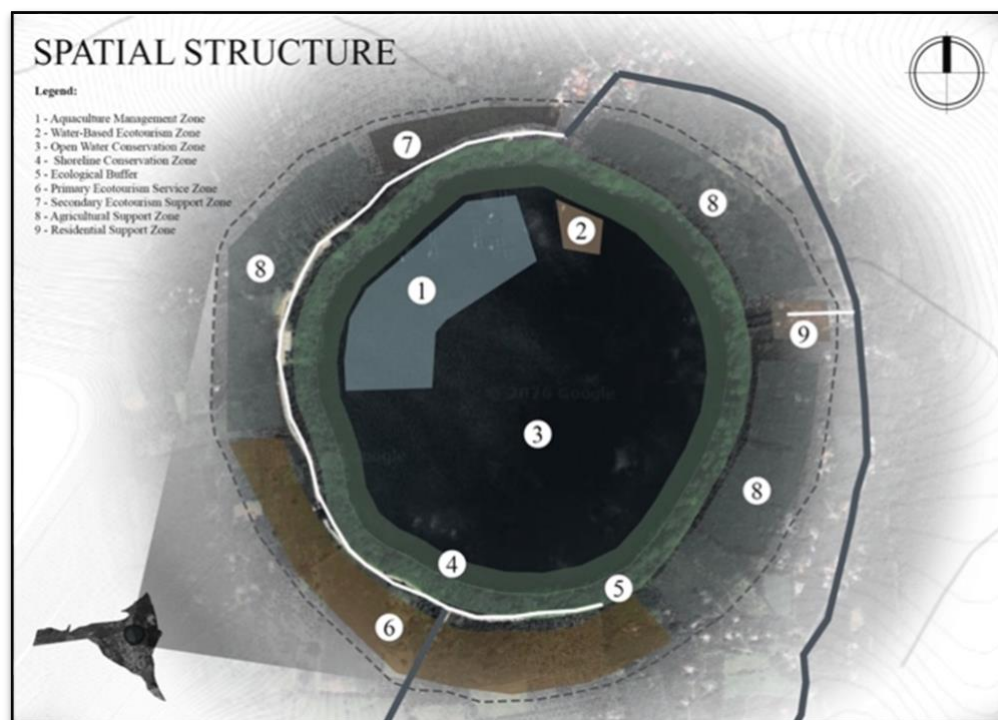 SPATIAL STRUCTURE
Legend:
1 - Aquaculture Management Zone
2 - Water-Based Ecotourism Zone
3 - Open Water Conservation Zone
4 - Shoreline Conservation Zone
5 - Ecological Buffer
6 - Primary Ecotourism Service Zone
7 - Secondary Ecotourism Support Zone
8 - Agricultural Support Zone
9 - Residential Support Zone
7
8
2
8
1
9
© 2026 Google
3
8
4
5
6